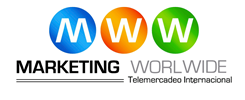 MWW
MARKETING WORLWIDE
Telemercadeo Internacional